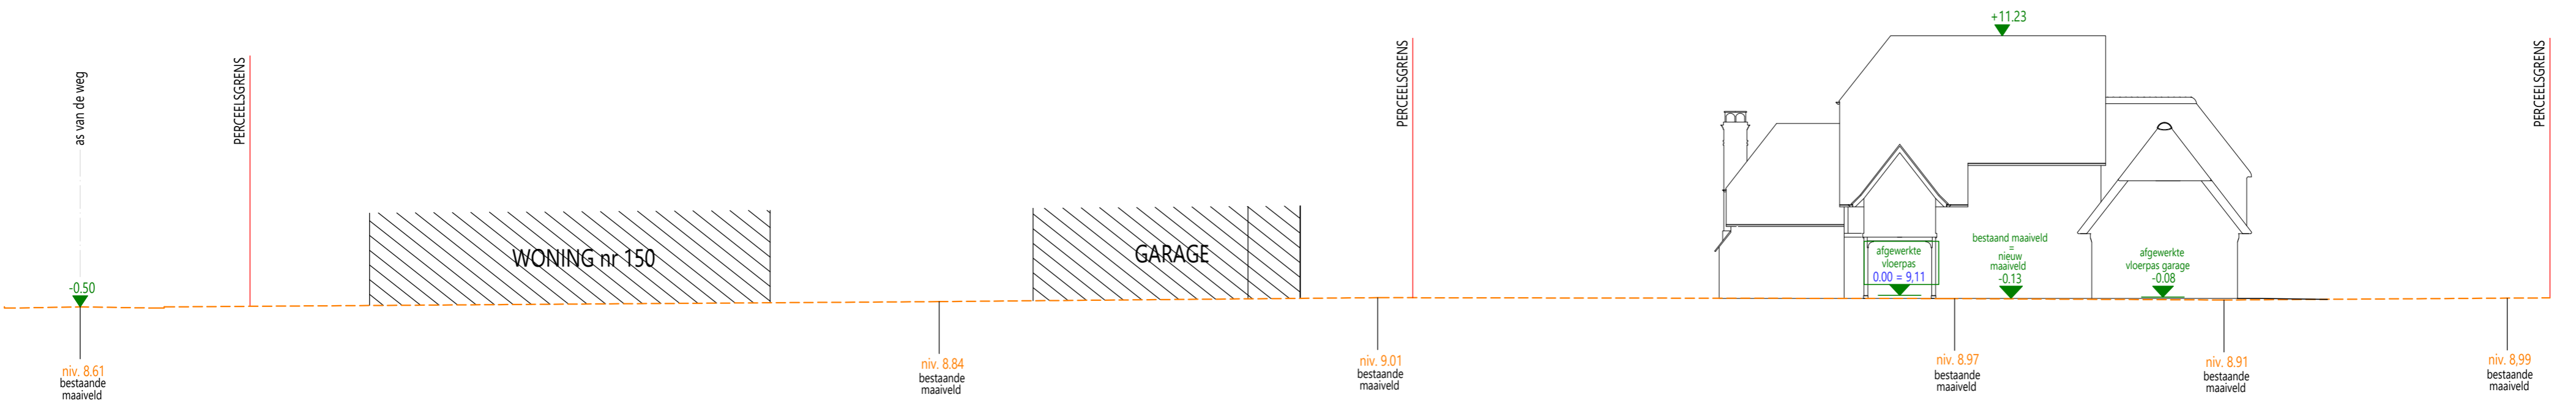 as van de weg
-0.50
niv. 8.61
bestaande
maaiveld
PERCEELSGRENS
WONING nr 150
niv. 8.84
bestaande
maaiveld
GARAGE
niv. 9.01
bestaande
maaiveld
PERCEELSGRENS
+11.23
afgewerkte
vloerpas
0.00 = 9,11
bestaand maaiveld
=
nieuw
maaiveld
-0.13
niv. 8.97
bestaande
maaiveld
afgewerkte
vloerpas garage
-0.08
niv. 8.91
bestaande
maaiveld
niv. 8,99
bestaande
maaiveld
PERCEELSGRENS